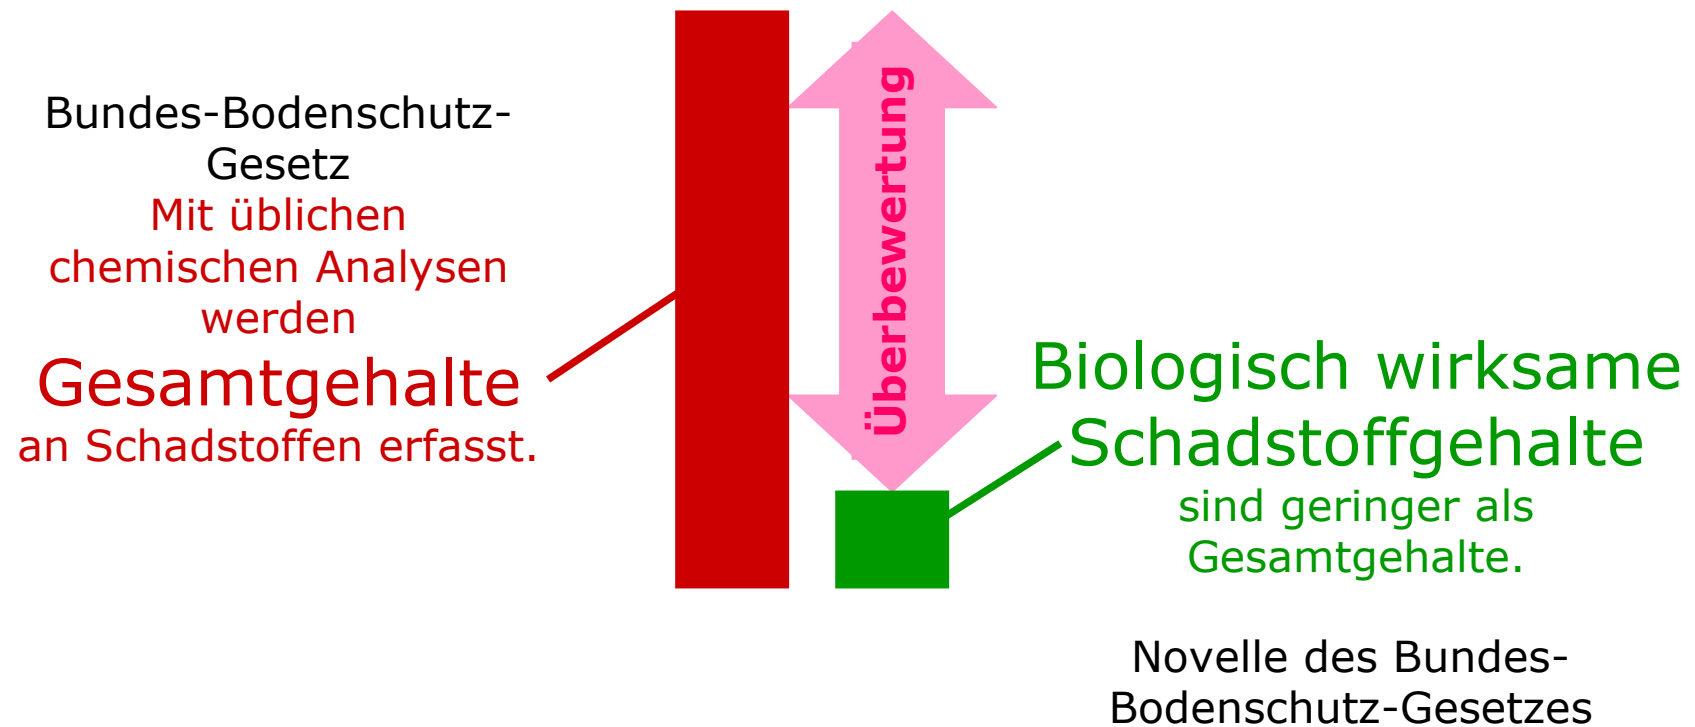 Bundes-Bodenschutz-
Gesetz
Mit üblichen
chemischen Analysen
werden
Gesamtgehalte
an Schadstoffen erfasst.
Überbewertung
Biologisch wirksame
Schadstoffgehalte
sind geringer als
Gesamtgehalte.
Novelle des Bundes-
Bodenschutz-Gesetzes